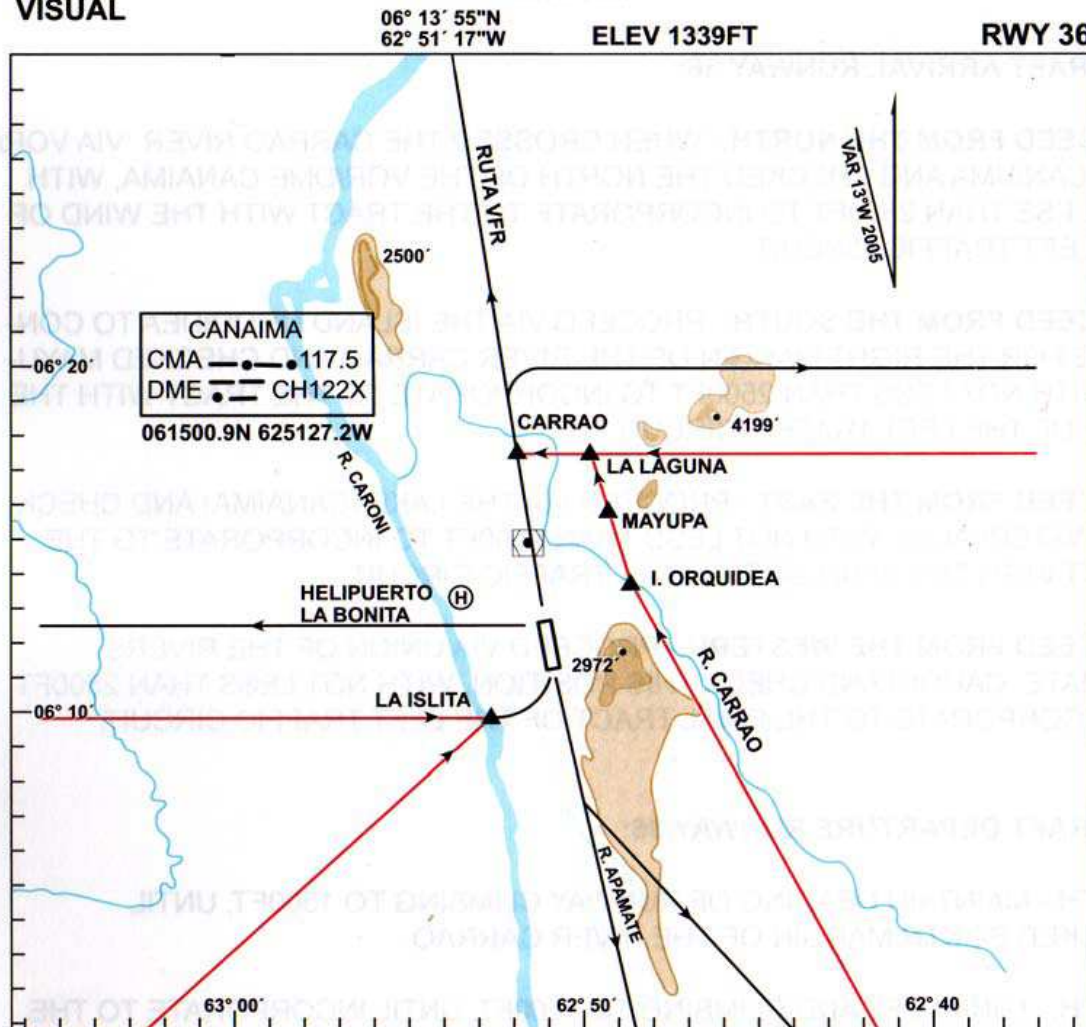 VISUAL
06° 13´ 55"N
62° 51´ 17"W
ELEV 1339FT
RWY 36
RUTA VFR
VAR 13°W 2005
2500´
CANAIMA
CMA 117.5
DME CH122X
061500.9N 625127.2W
06° 20´
R. CARONI
CARRAO
4199´
LA LAGUNA
MAYUPA
I. ORQUIDEA
HELIPUERTO H
LA BONITA
2972´
R. CARRAO
LA ISLITA
06° 10´
R. APAMATE
63° 00´
62° 50´
62° 40´